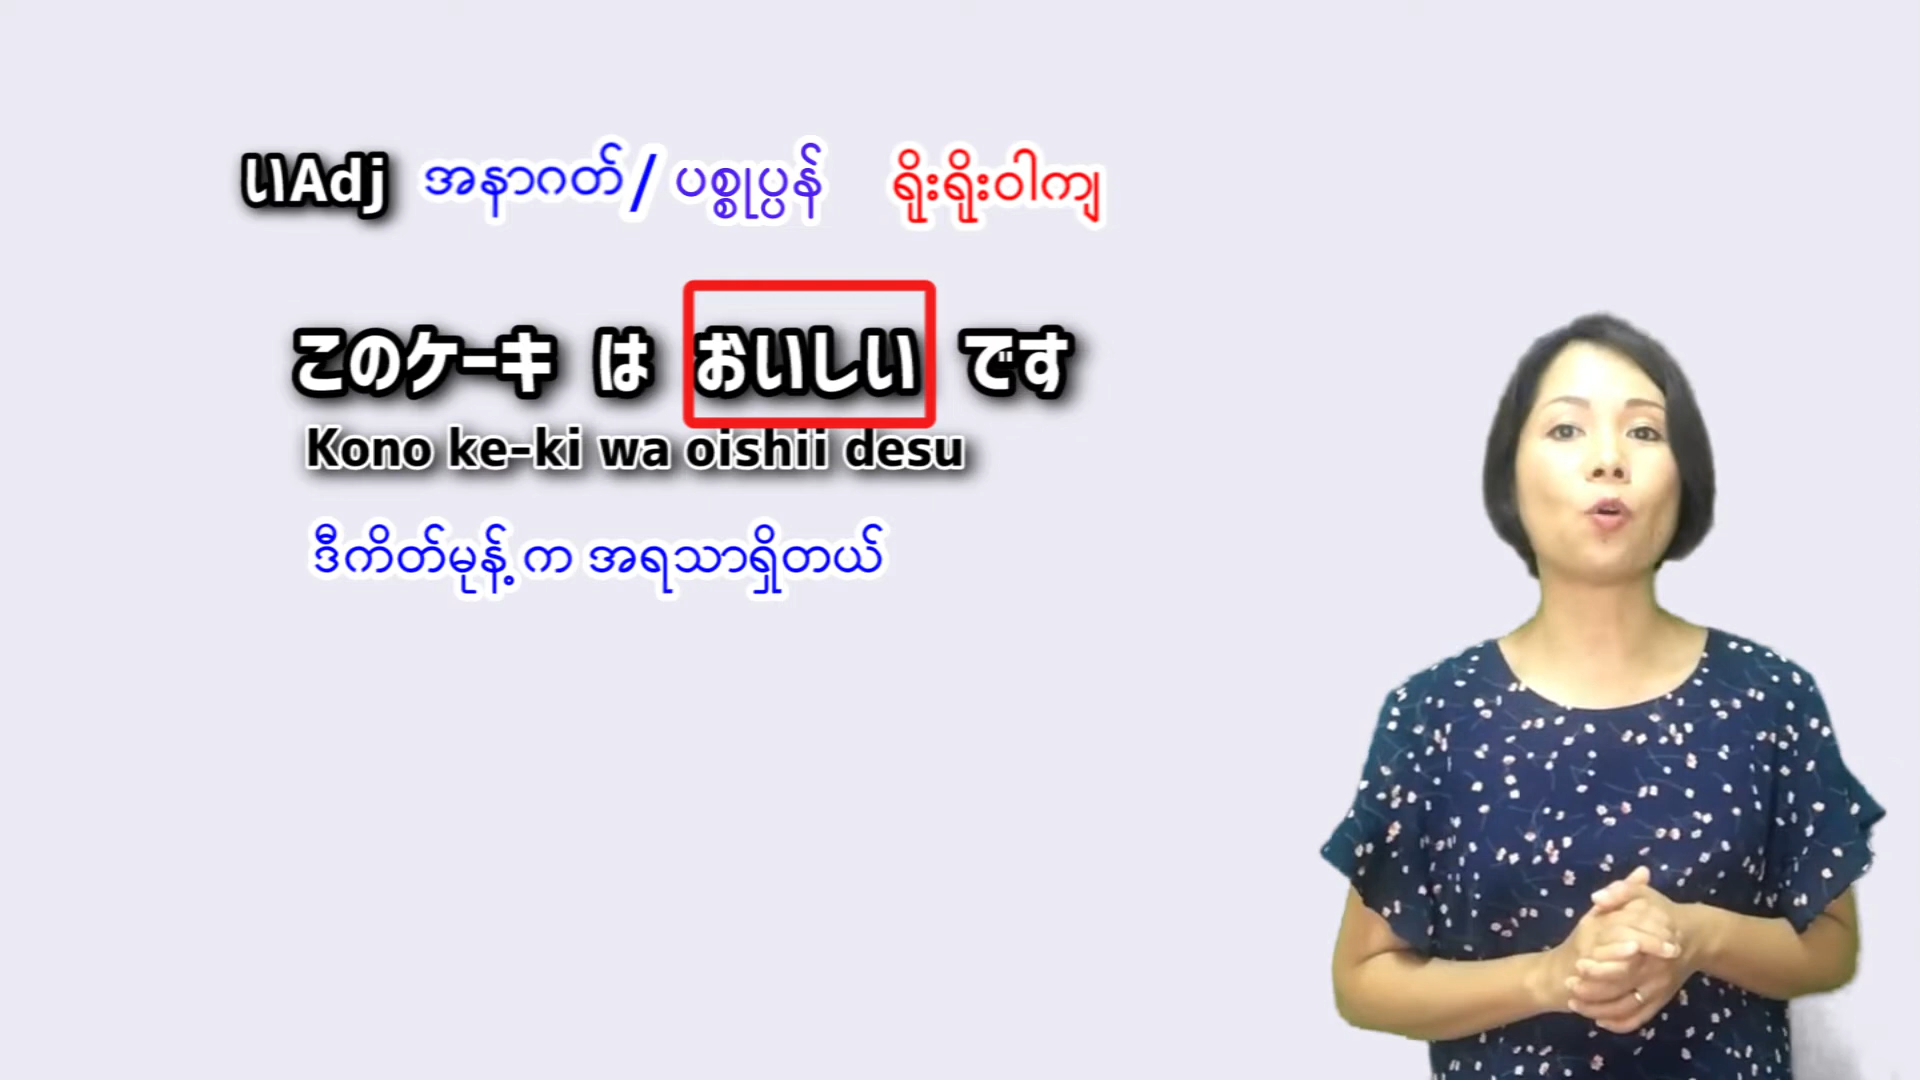 いAdj အနာဂတ် / ပစ္စုပ္ပန် ရိုးရိုးဝါကျ
このケーキ は おいしい です
Kono ke-ki wa oishii desu
ဒီကိတ်မုန့် က အရသာရှိတယ်